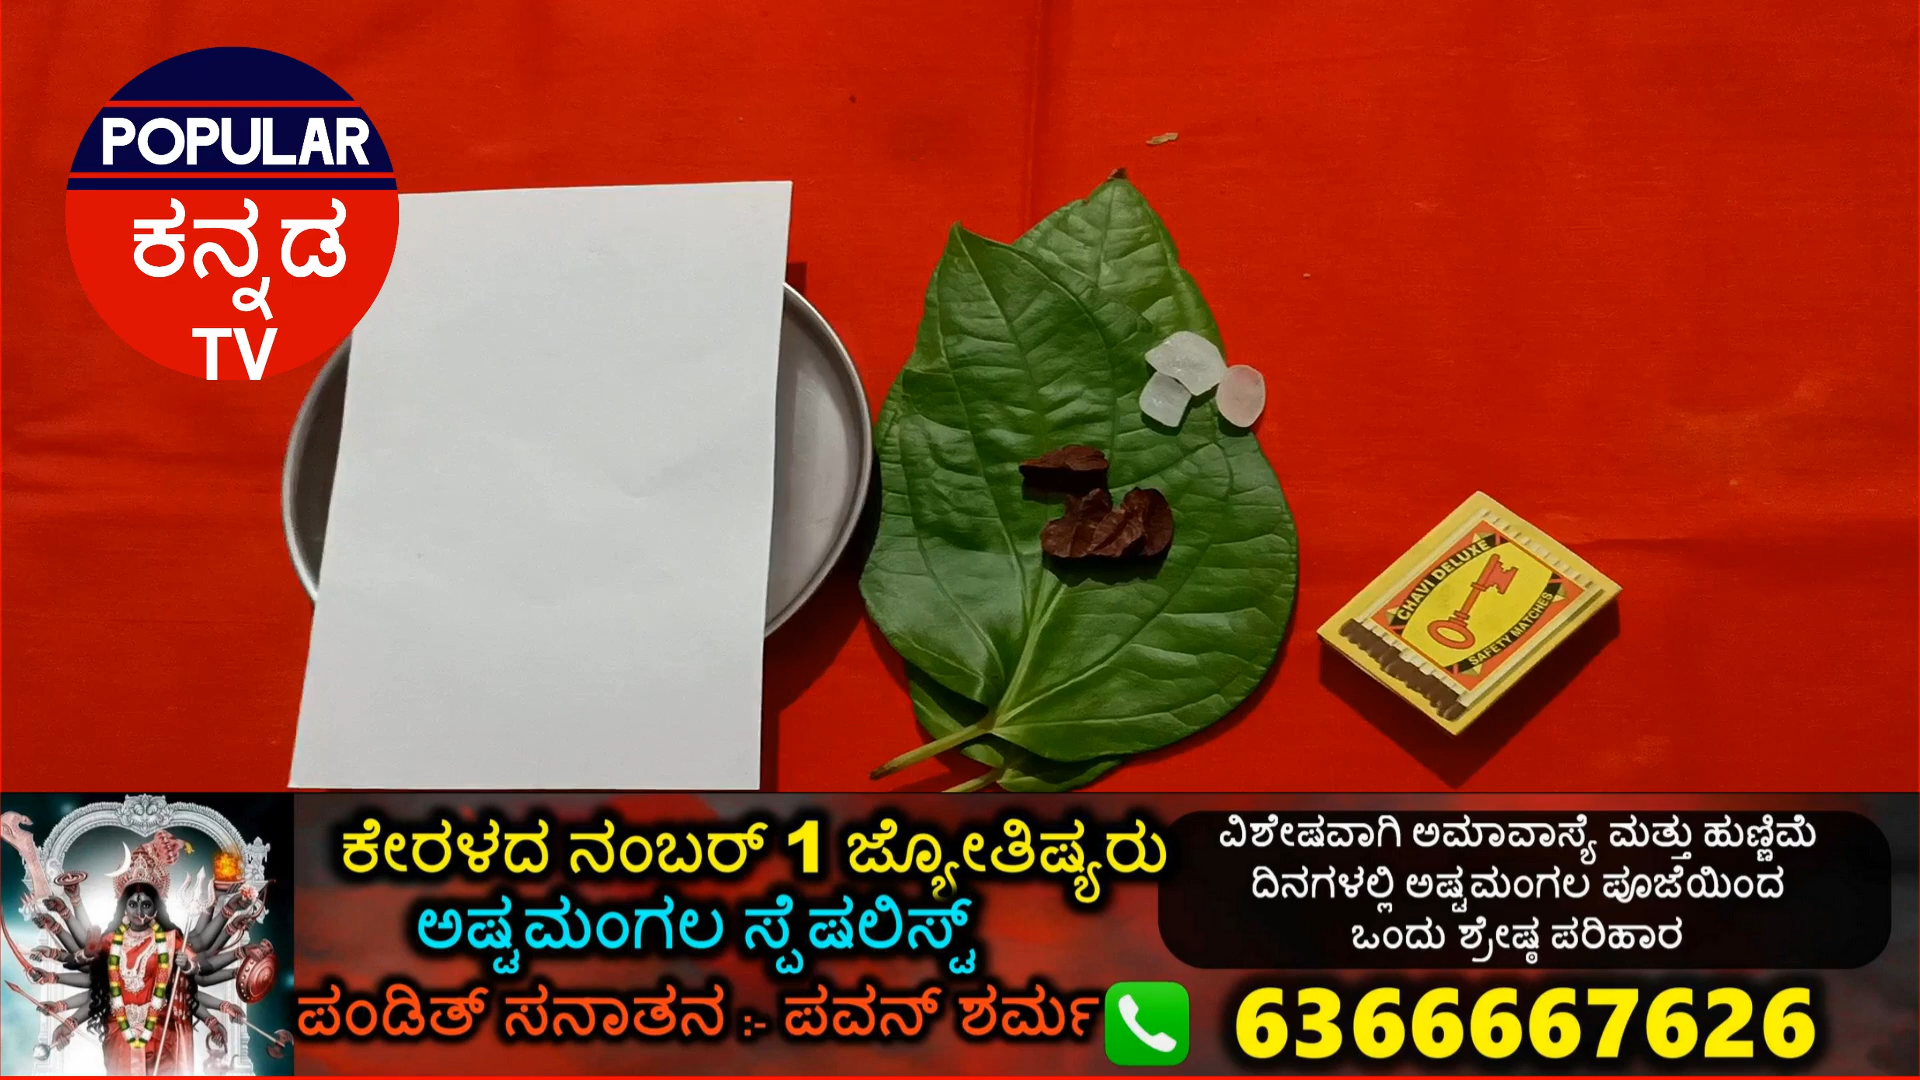 POPULAR
ಕನ್ನಡ
TV
CHAVI DELUXE
SAFETY MATCHES
ಕೇರಳದ ನಂಬರ್ 1 ಜ್ಯೋತಿಷ್ಯರು
ಅಷ್ಟಮಂಗಲ ಸ್ಪೆಷಲಿಸ್ಟ್
ಪಂಡಿತ್ ಸನಾತನ :- ಪವನ್ ಶರ್ಮ
ವಿಶೇಷವಾಗಿ ಅಮಾವಾಸ್ಯೆ ಮತ್ತು ಹುಣ್ಣಿಮೆ
ದಿನಗಳಲ್ಲಿ ಅಷ್ಟಮಂಗಲ ಪೂಜೆಯಿಂದ
ಒಂದು ಶ್ರೇಷ್ಠ ಪರಿಹಾರ
6366667626